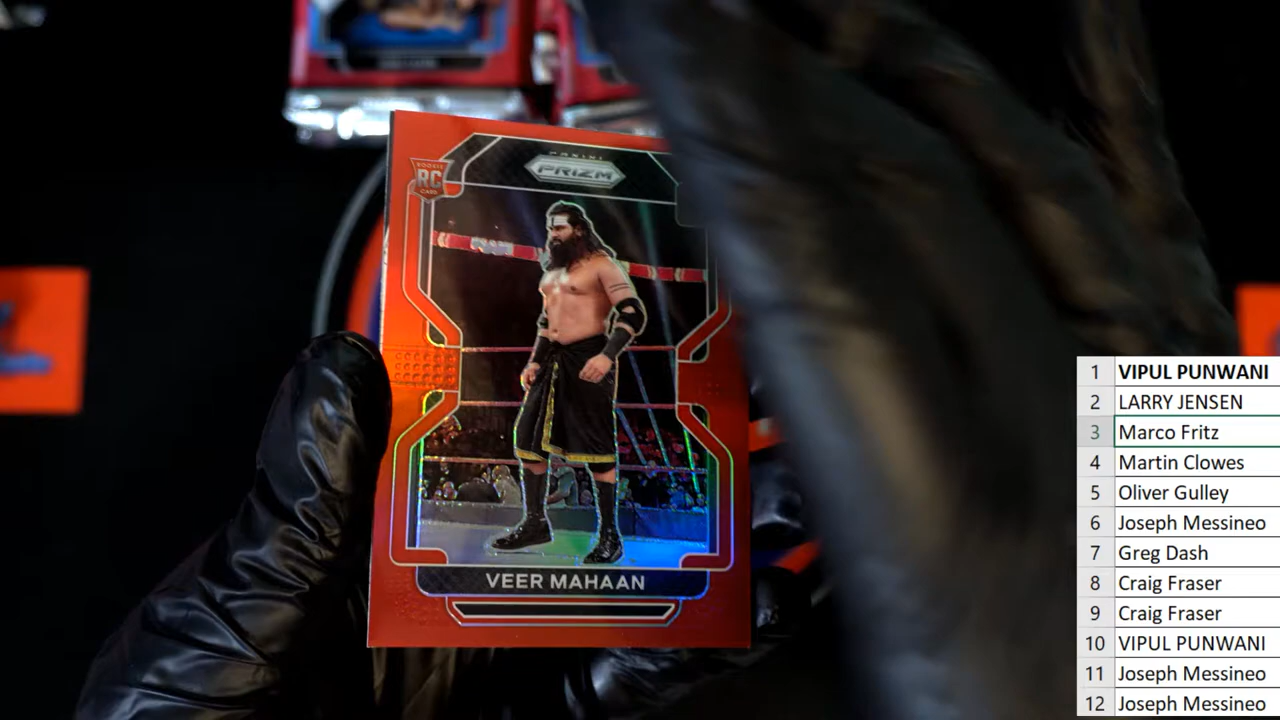 PANINI
PRIZM
ROOKIE
RC
CARD
VEER MAHAAN
1 VIPUL PUNWANI
2 LARRY JENSEN
3 Marco Fritz
4 Martin Clowes
5 Oliver Gulley
6 Joseph Messineo
7 Greg Dash
8 Craig Fraser
9 Craig Fraser
10 VIPUL PUNWANI
11 Joseph Messineo
12 Joseph Messineo